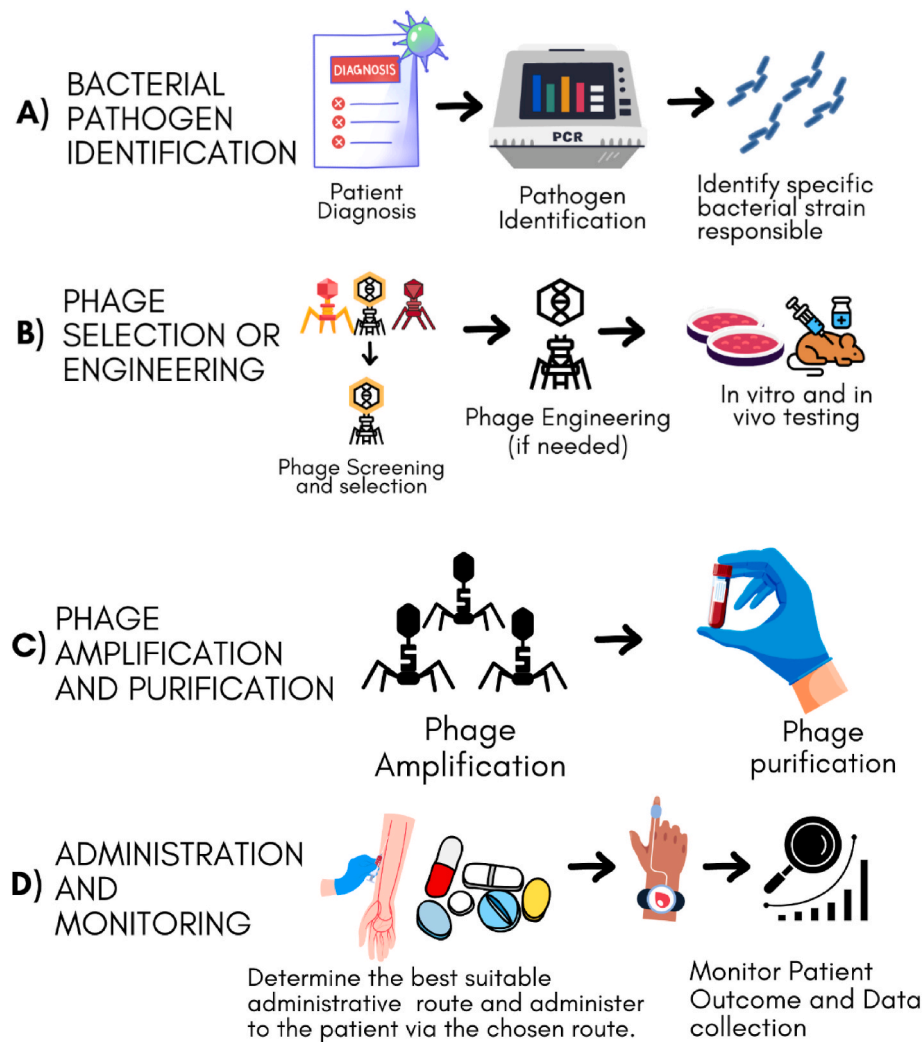 A) BACTERIAL
PATHOGEN
IDENTIFICATION
DIAGNOSIS
Patient
Diagnosis
PCR
Pathogen
Identification
Identify specific
bacterial strain
responsible
B) PHAGE
SELECTION OR
ENGINEERING
Phage Screening
and selection
Phage Engineering
(if needed)
In vitro and in
vivo testing
C) PHAGE
AMPLIFICATION
AND PURIFICATION
Phage
Amplification
Phage
purification
D) ADMINISTRATION
AND
MONITORING
Determine the best suitable
administrative route and administer
to the patient via the chosen route.
Monitor Patient
Outcome and Data
collection